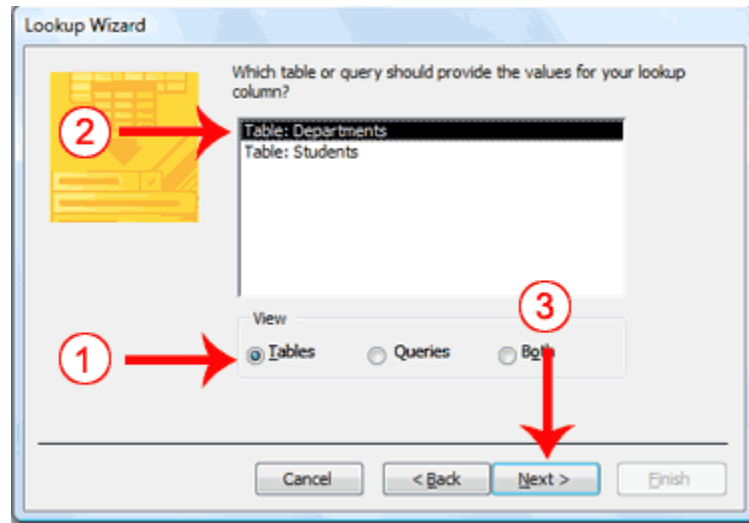 Lookup Wizard
Which table or query should provide the values for your lookup
column?
2
Table: Departments
Table: Students
3
View
1
Tables
Queries
Both
Cancel
< Back
Next >
Finish